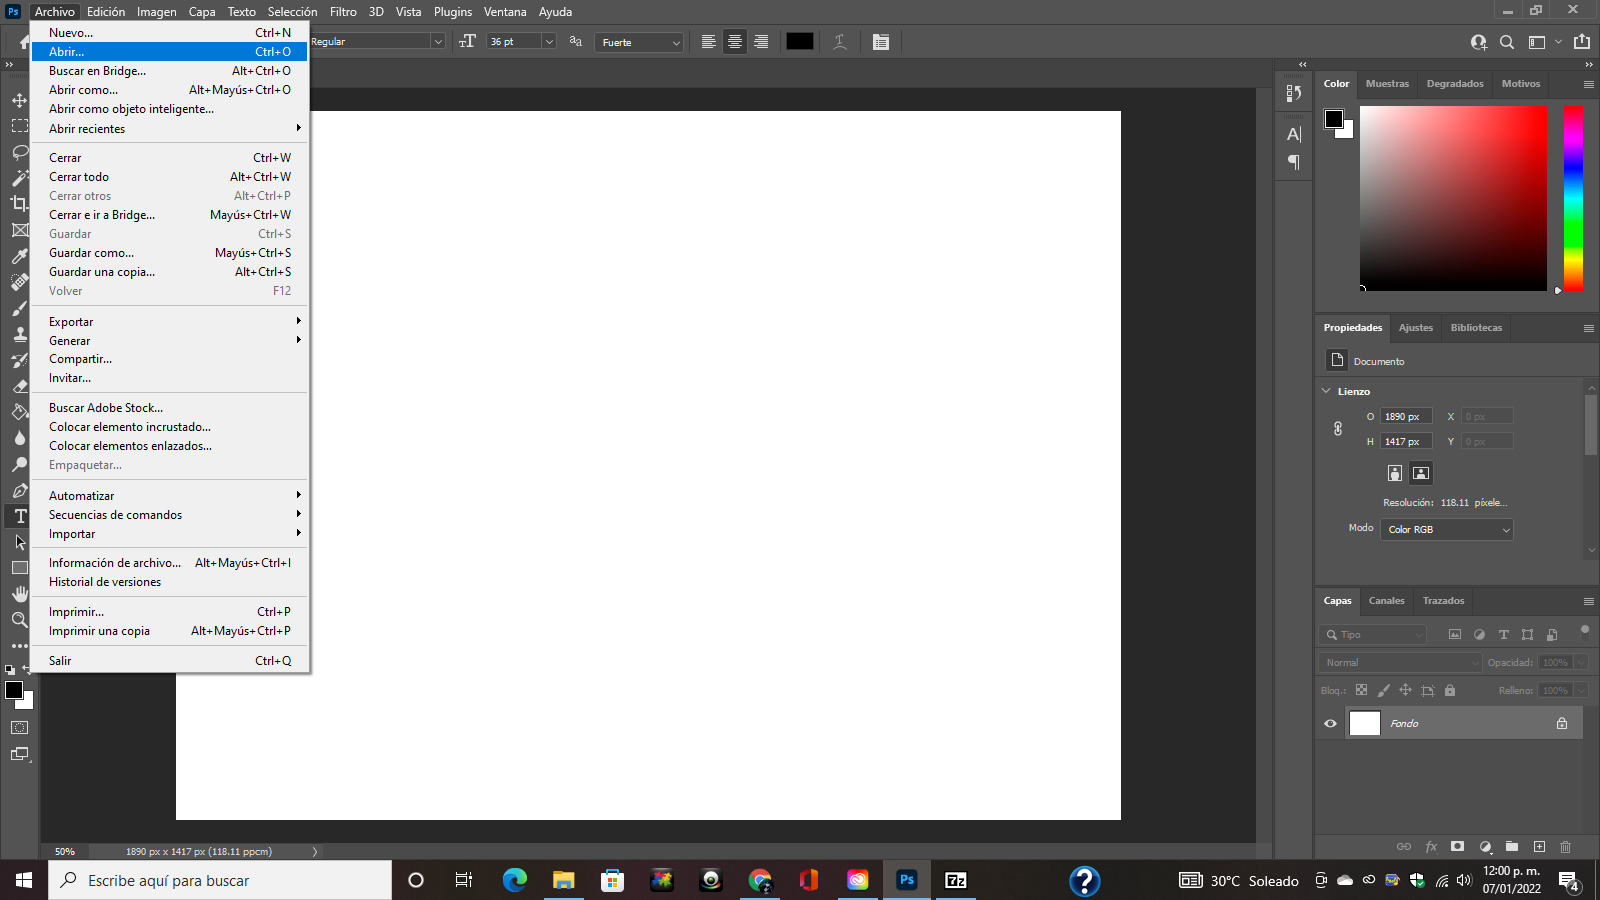 Ps Archivo Edición Imagen Capa Texto Selección Filtro 3D Vista Plugins Ventana Ayuda
Regular 36 pt aa Fuerte
Nuevo... Ctrl+N
Abrir... Ctrl+O
Buscar en Bridge... Alt+Ctrl+O
Abrir como... Alt+Mayús+Ctrl+O
Abrir como objeto inteligente...
Abrir recientes
Cerrar Ctrl+W
Cerrar todo Alt+Ctrl+W
Cerrar otros Alt+Ctrl+P
Cerrar e ir a Bridge... Mayús+Ctrl+W
Guardar Ctrl+S
Guardar como... Mayús+Ctrl+S
Guardar una copia... Alt+Ctrl+S
Volver F12
Exportar
Generar
Compartir...
Invitar...
Buscar Adobe Stock...
Colocar elemento incrustado...
Colocar elementos enlazados...
Empaquetar...
Automatizar
Secuencias de comandos
Importar
Información de archivo... Alt+Mayús+Ctrl+I
Historial de versiones
Imprimir... Ctrl+P
Imprimir una copia Alt+Mayús+Ctrl+P
Salir Ctrl+Q
Color Muestras Degradados Motivos
Propiedades Ajustes Bibliotecas
Documento
Lienzo
O 1890 px X 0 px
H 1417 px Y 0 px
Resolución: 118.11 píxele...
Modo Color RGB
Capas Canales Trazados
Tipo
Normal Opacidad: 100%
Bloq.: Relleno: 100%
Fondo
fx
50% 1890 px x 1417 px (118.11 ppcm)
Escribe aquí para buscar
Ps
7z
30°C Soleado
12:00 p. m.
07/01/2022
4